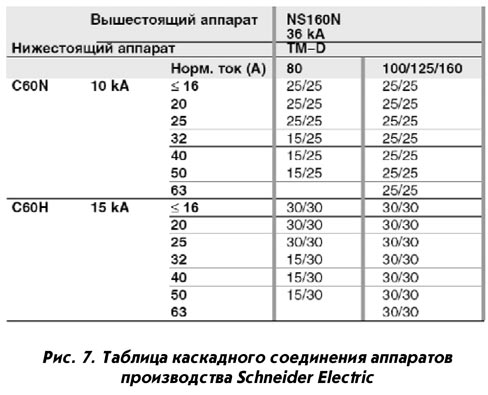 Вышестоящий аппарат NS160N
36 kA
Нижестоящий аппарат TM–D
Норм. ток (A) 80 100/125/160
C60N 10 kA ≤ 16 25/25 25/25
20 25/25 25/25
25 25/25 25/25
32 15/25 25/25
40 15/25 25/25
50 15/25 25/25
63 25/25
C60H 15 kA ≤ 16 30/30 30/30
20 30/30 30/30
25 30/30 30/30
32 15/30 30/30
40 15/30 30/30
50 15/30 30/30
63 30/30
Рис. 7. Таблица каскадного соединения аппаратов
производства Schneider Electric